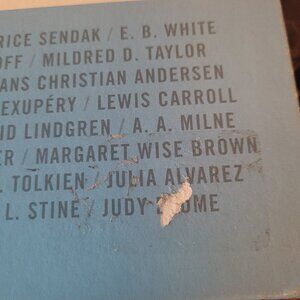 RICE SENDAK / E. B. WHITE
OFF / MILDRED D. TAYLOR
ANS CHRISTIAN ANDERSEN
EXUPÉRY / LEWIS CARROLL
ID LINDGREN / A. A. MILNE
ER / MARGARET WISE BROWN
. TOLKIEN / JULIA ALVAREZ
L. STINE / JUDY OME